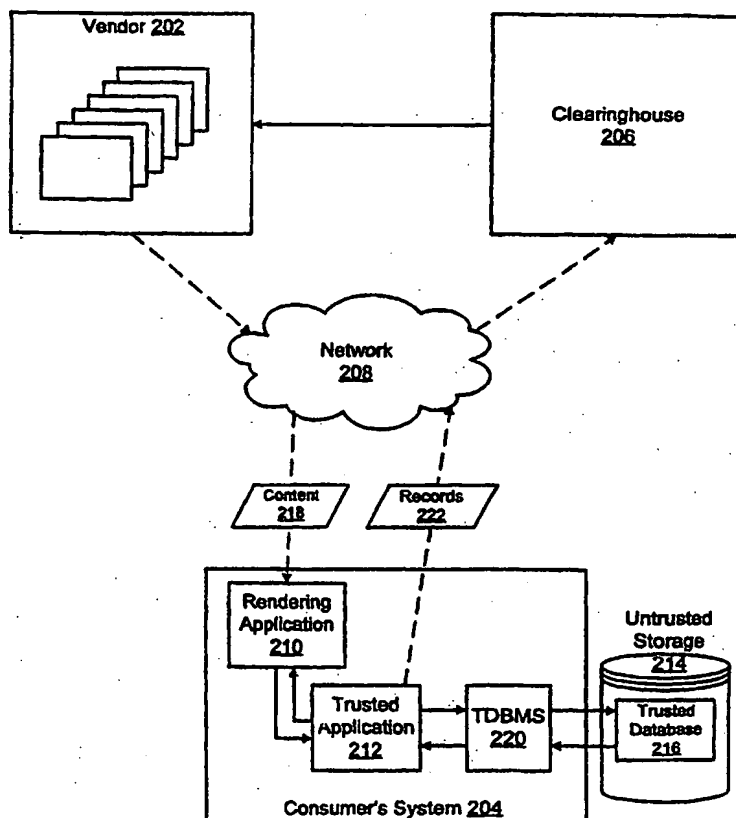 Vendor 202
Clearinghouse
206
Network
208
Content
218
Records
222
Rendering
Application
210
Untrusted
Storage
214
Trusted
Application
212
TDBMS
220
Trusted
Database
216
Consumer's System 204